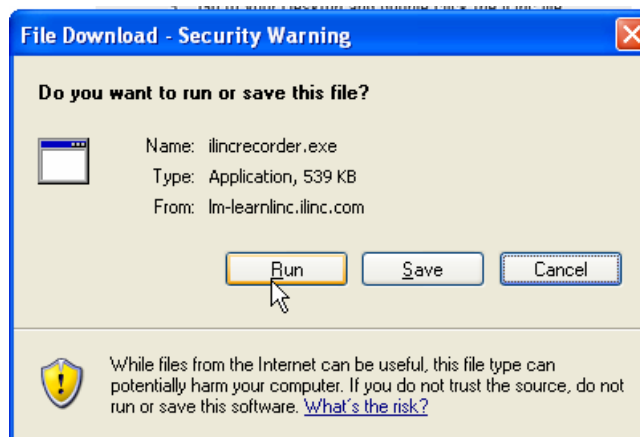 File Download - Security Warning
Do you want to run or save this file?
Name: ilincrecorder.exe
Type: Application, 539 KB
From: lm-learnlinc.ilinc.com
Run Save Cancel
While files from the Internet can be useful, this file type can
potentially harm your computer. If you do not trust the source, do not
run or save this software. What's the risk?